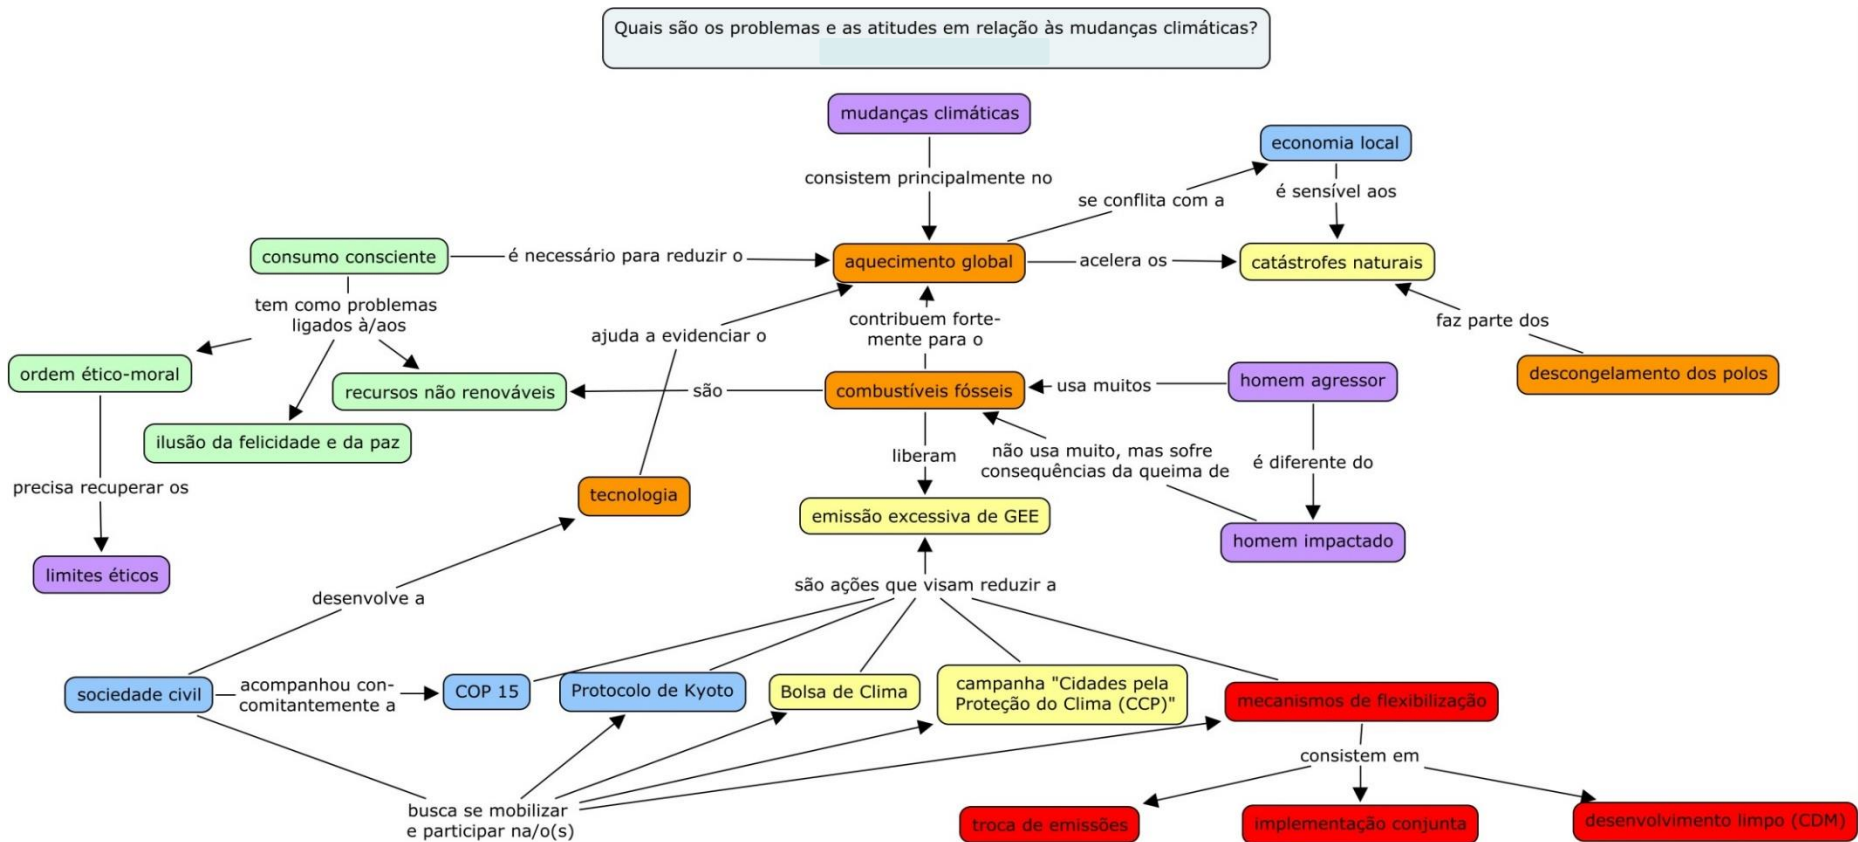 Quais são os problemas e as atitudes em relação às mudanças climáticas?
mudanças climáticas
economia local
consistem principalmente no
é sensível aos
se conflita com a
consumo consciente
é necessário para reduzir o
aquecimento global
acelera os
catástrofes naturais
tem como problemas
ligados à/aos
ajuda a evidenciar o
contribuem forte-
mente para o
faz parte dos
ordem ético-moral
recursos não renováveis
são
combustíveis fósseis
usa muitos
homem agressor
descongelamento dos polos
ilusão da felicidade e da paz
liberam
não usa muito, mas sofre
consequências da queima de
é diferente do
precisa recuperar os
tecnologia
emissão excessiva de GEE
homem impactado
limites éticos
desenvolve a
são ações que visam reduzir a
sociedade civil
acompanhou con-
comitantemente a
COP 15
Protocolo de Kyoto
Bolsa de Clima
campanha "Cidades pela
Proteção do Clima (CCP)"
mecanismos de flexibilização
consistem em
busca se mobilizar
e participar na/o(s)
troca de emissões
implementação conjunta
desenvolvimento limpo (CDM)